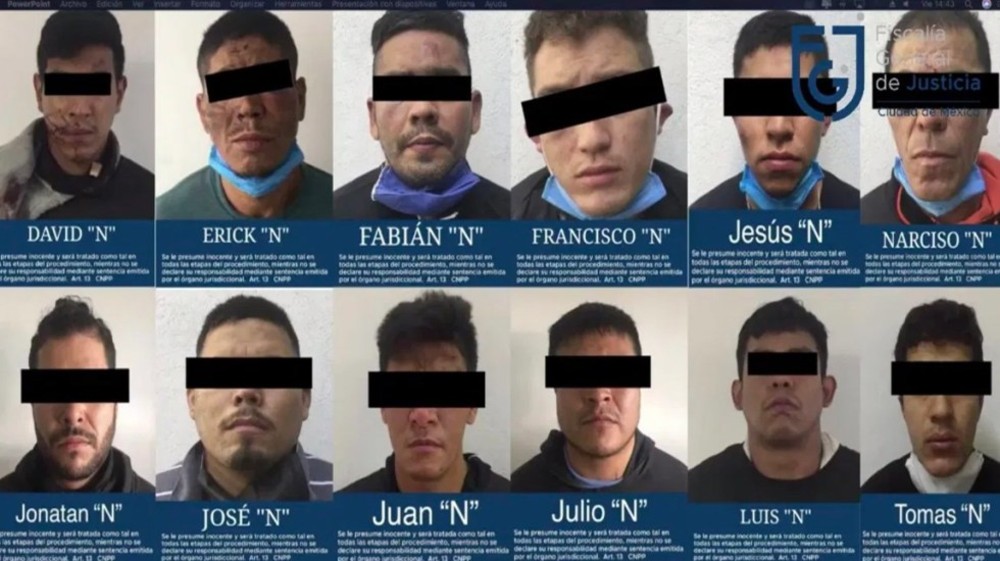 PowerPoint Archivo Edición Ver Insertar Formato Organizar Herramientas Presentación con diapositivas Ventana Ayuda Vie 14:43
Fiscalía
General
de Justicia
Ciudad de México
DAVID "N"
presume inocente y será tratado como tal en
las etapas del procedimiento, mientras no se
su responsabilidad mediante sentencia emitida
el órgano jurisdiccional. Art. 13 CNPP
ERICK "N"
Se le presume inocente y será tratado como tal en
todas las etapas del procedimiento, mientras no se
declare su responsabilidad mediante sentencia emitida
por el órgano jurisdiccional. Art. 13 CNPP
FABIÁN "N"
Se le presume inocente y será tratado como tal en
todas las etapas del procedimiento, mientras no se
declare su responsabilidad mediante sentencia emitida
por el órgano jurisdiccional. Art. 13 CNPP
FRANCISCO "N"
Se le presume inocente y será tratado como tal en
todas las etapas del procedimiento, mientras no se
declare su responsabilidad mediante sentencia emitida
por el órgano jurisdiccional. Art. 13 CNPP
Jesús “N”
Se le presume inocente y será tratado como tal en
todas las etapas del procedimiento, mientras no se
declare su responsabilidad mediante sentencia emitida
por el órgano jurisdiccional. Art. 13 CNPP
NARCISO "N"
Se le presume inocente y será tratado como tal
todas las etapas del procedimiento, mientras no
declare su responsabilidad mediante sentencia
por el órgano jurisdiccional. Art. 13 CNPP
Jonatan “N”
presume inocente y será tratado como tal en
las etapas del procedimiento, mientras no se
su responsabilidad mediante sentencia emitida
el órgano jurisdiccional. Art. 13 CNPP
JOSÉ "N"
Se le presume inocente y será tratado como tal en
todas las etapas del procedimiento, mientras no se
declare su responsabilidad mediante sentencia emitida
por el órgano jurisdiccional. Art. 13 CNPP
Juan “N”
Se le presume inocente y será tratado como tal en
todas las etapas del procedimiento, mientras no se
declare su responsabilidad mediante sentencia emitida
por el órgano jurisdiccional. Art. 13 CNPP
Julio “N”
Se le presume inocente y será tratado como tal en
todas las etapas del procedimiento, mientras no se
declare su responsabilidad mediante sentencia emitida
por el órgano jurisdiccional. Art. 13 CNPP
LUIS "N"
Se le presume inocente y será tratado como tal en
todas las etapas del procedimiento, mientras no se
declare su responsabilidad mediante sentencia emitida
por el órgano jurisdiccional. Art. 13 CNPP
Tomas “N”
Se le presume inocente y será tratado como tal
todas las etapas del procedimiento, mientras no
declare su responsabilidad mediante sentencia
por el órgano jurisdiccional. Art. 13 CNPP